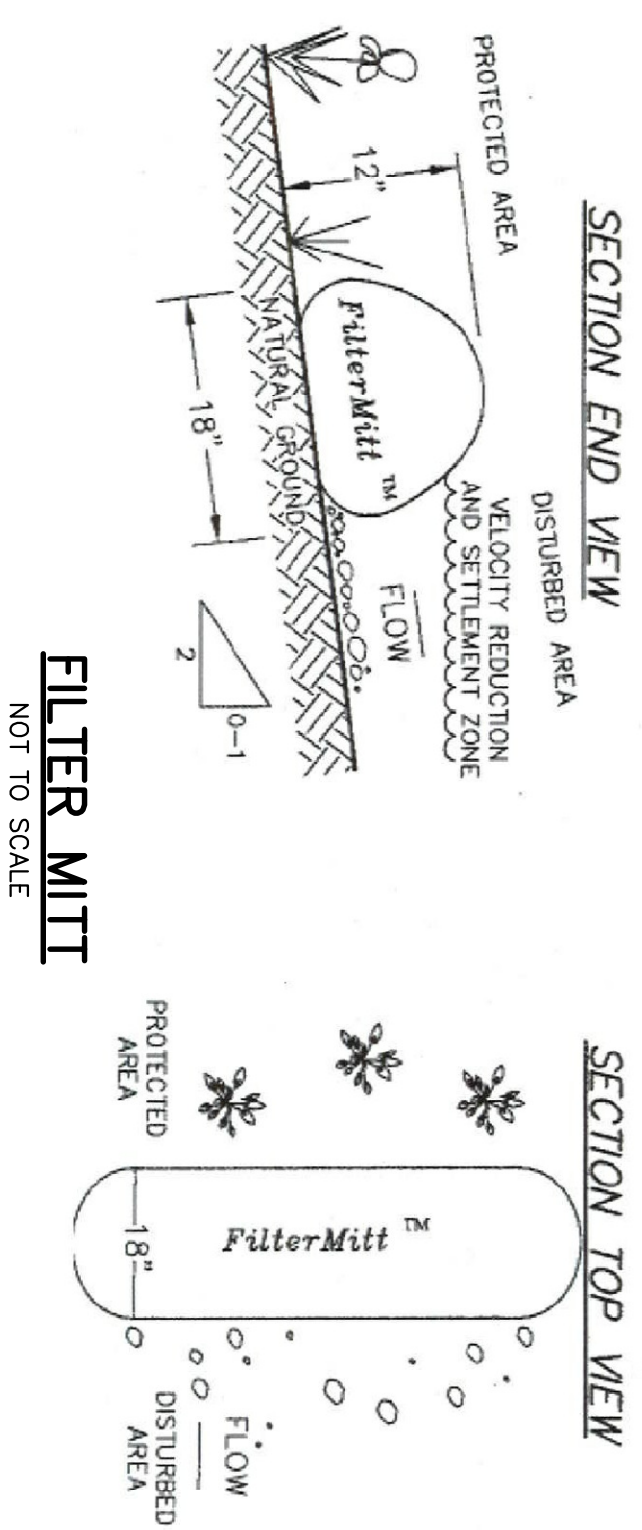 SECTION END VIEW
PROTECTED AREA
DISTURBED AREA
VELOCITY REDUCTION
AND SETTLEMENT ZONE
12"
FilterMitt ™
FLOW
NATURAL GROUND
18"
0-1
2
SECTION TOP VIEW
FilterMitt ™
18"
PROTECTED
AREA
FLOW
DISTURBED
AREA
FILTER MITT
NOT TO SCALE